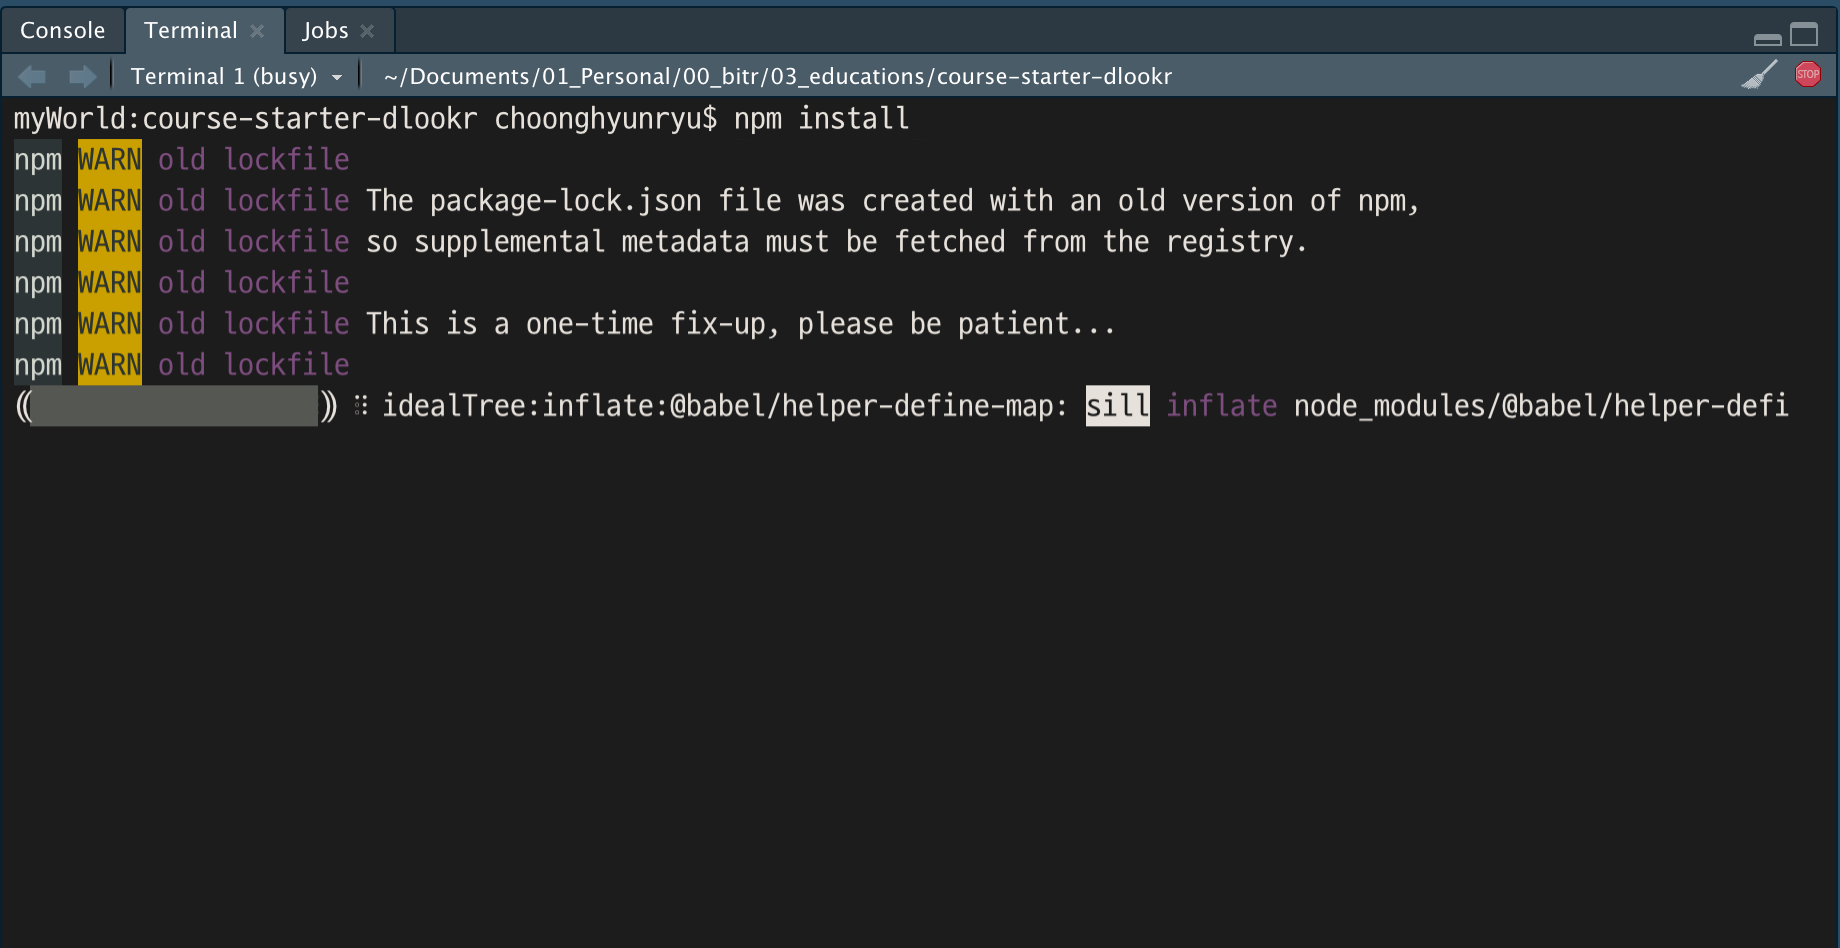 Console Terminal Jobs
Terminal 1 (busy) ~/Documents/01_Personal/00_bitr/03_educations/course-starter-dlookr STOP
myWorld:course-starter-dlookr choonghyunryu$ npm install
npm WARN old lockfile
npm WARN old lockfile The package-lock.json file was created with an old version of npm,
npm WARN old lockfile so supplemental metadata must be fetched from the registry.
npm WARN old lockfile
npm WARN old lockfile This is a one-time fix-up, please be patient...
npm WARN old lockfile
(( )) ⠸ idealTree:inflate:@babel/helper-define-map: sill inflate node_modules/@babel/helper-defi